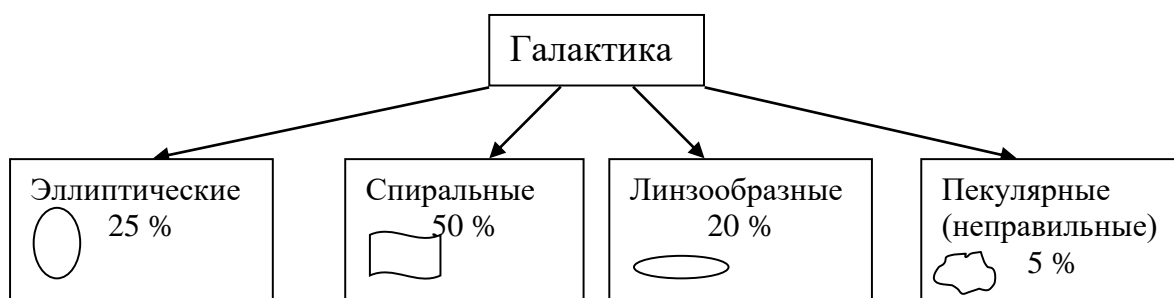 Галактика
Эллиптические
25 %
Спиральные
50 %
Линзообразные
20 %
Пекулярные
(неправильные)
5 %